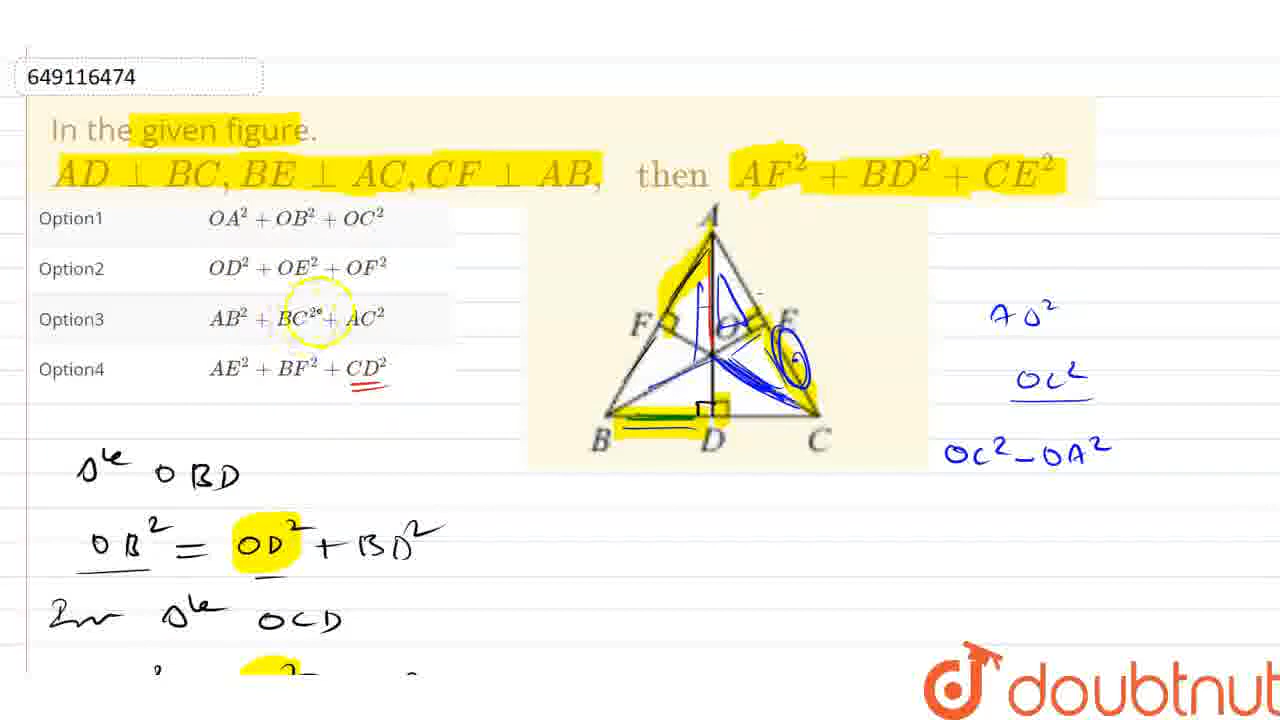 649116474
In the given figure.
AD ⊥ BC, BE ⊥ AC, CF ⊥ AB, then AF² + BD² + CE²
Option1 OA² + OB² + OC²
Option2 OD² + OE² + OF²
Option3 AB² + BC² + AC²
Option4 AE² + BF² + CD²
A
F O E
B D C
AO²
OC²
OC² - OA²
OBD
OB² = OD² + BD²
In OCD
doubtnut